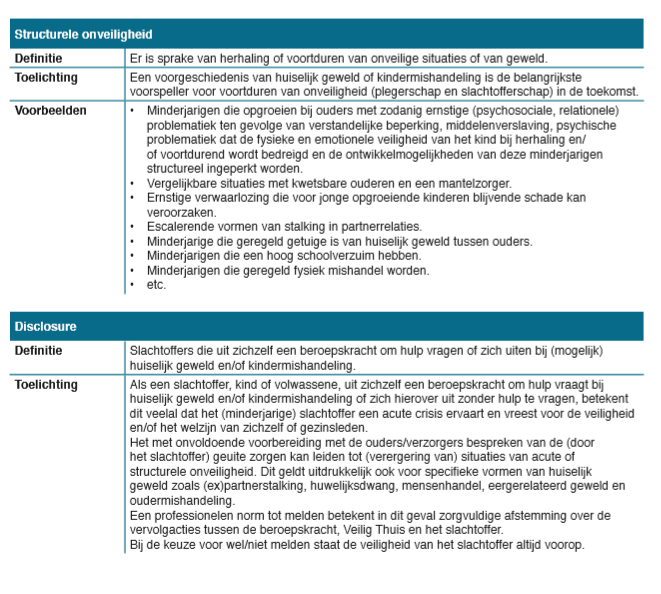 Structurele onveiligheid
Definitie Er is sprake van herhaling of voortduren van onveilige situaties of van geweld.
Toelichting Een voorgeschiedenis van huiselijk geweld of kindermishandeling is de belangrijkste
voorspeller voor voortduren van onveiligheid (plegerschap en slachtofferschap) in de toekomst.
Voorbeelden • Minderjarigen die opgroeien bij ouders met zodanig ernstige (psychosociale, relationele)
problematiek ten gevolge van verstandelijke beperking, middelenverslaving, psychische
problematiek dat de fysieke en emotionele veiligheid van het kind bij herhaling en/
of voortdurend wordt bedreigd en de ontwikkelmogelijkheden van deze minderjarigen
structureel ingeperkt worden.
• Vergelijkbare situaties met kwetsbare ouderen en een mantelzorger.
• Ernstige verwaarlozing die voor jonge opgroeiende kinderen blijvende schade kan
veroorzaken.
• Escalerende vormen van stalking in partnerrelaties.
• Minderjarige die geregeld getuige is van huiselijk geweld tussen ouders.
• Minderjarigen die een hoog schoolverzuim hebben.
• Minderjarigen die geregeld fysiek mishandel worden.
• etc.
Disclosure
Definitie Slachtoffers die uit zichzelf een beroepskracht om hulp vragen of zich uiten bij (mogelijk)
huiselijk geweld en/of kindermishandeling.
Toelichting Als een slachtoffer, kind of volwassene, uit zichzelf een beroepskracht om hulp vraagt bij
huiselijk geweld en/of kindermishandeling of zich hierover uit zonder hulp te vragen, betekent
dit veelal dat het (minderjarige) slachtoffer een acute crisis ervaart en vreest voor de veiligheid
en/of het welzijn van zichzelf of gezinsleden.
Het met onvoldoende voorbereiding met de ouders/verzorgers bespreken van de (door
het slachtoffer) geuite zorgen kan leiden tot (verergering van) situaties van acute of
structurele onveiligheid. Dit geldt uitdrukkelijk ook voor specifieke vormen van huiselijk
geweld zoals (ex)partnerstalking, huwelijksdwang, mensenhandel, eergerelateerd geweld en
oudermishandeling.
Een professionelen norm tot melden betekent in dit geval zorgvuldige afstemming over de
vervolgacties tussen de beroepskracht, Veilig Thuis en het slachtoffer.
Bij de keuze voor wel/niet melden staat de veiligheid van het slachtoffer altijd voorop.